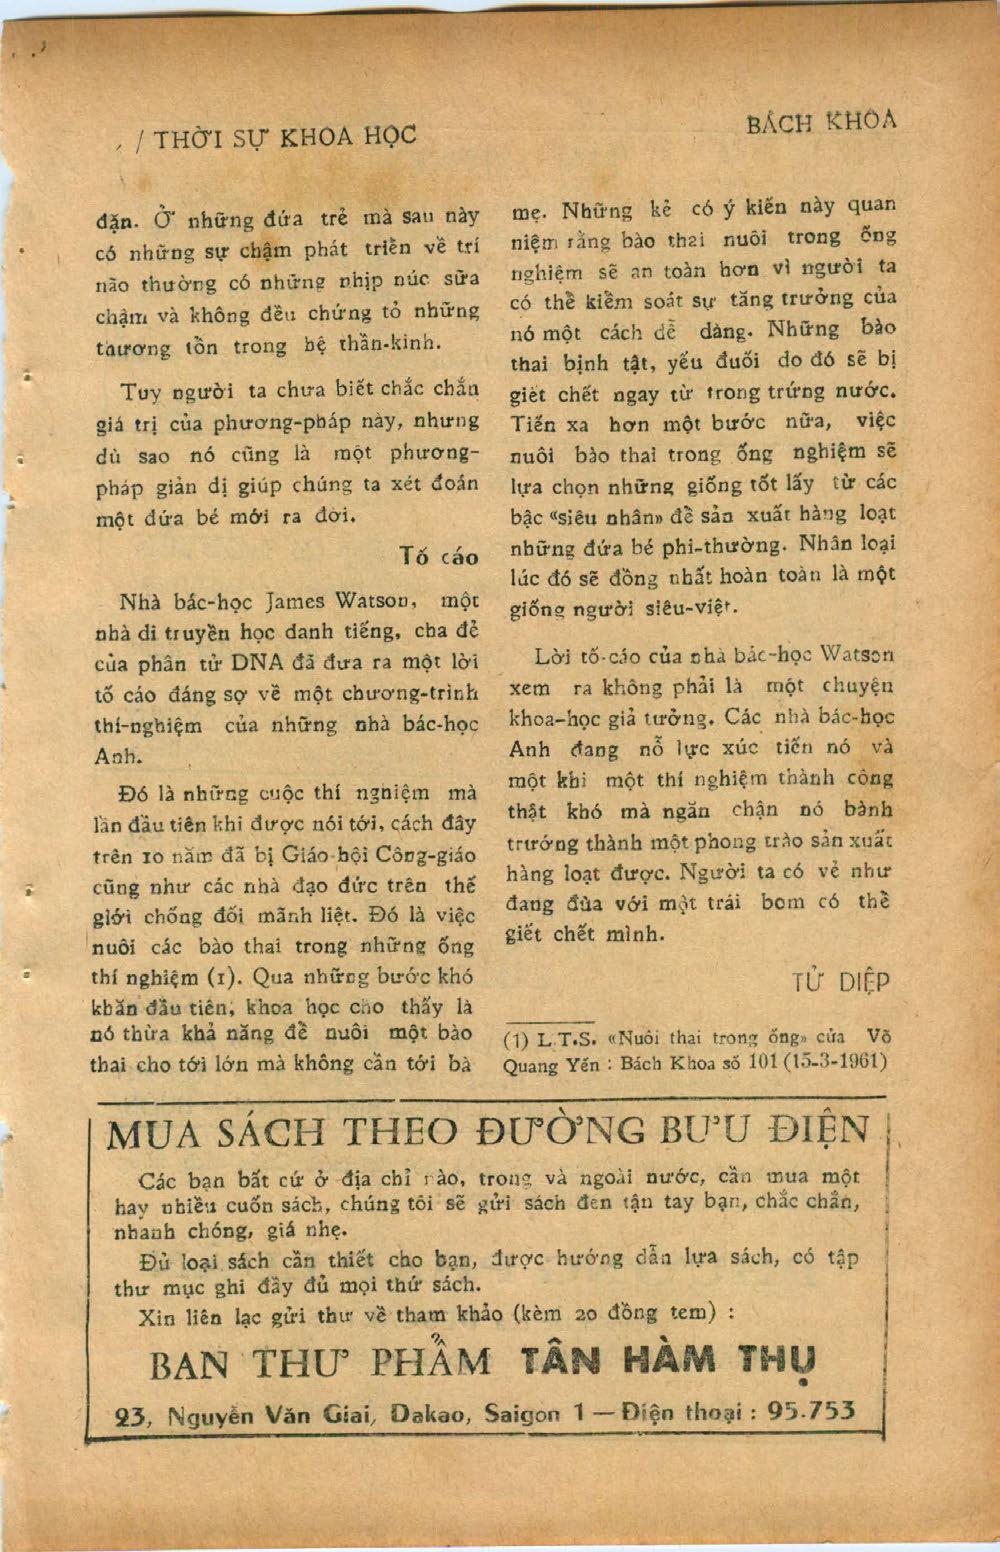 / THỜI SỰ KHOA HỌC
BÁCH KHOA
đặn. Ở những đứa trẻ mà sau này
có những sự chậm phát triển về trí
não thường có những nhịp núc sữa
chậm và không đều chứng tỏ những
thương tổn trong hệ thần-kinh.
Tuy người ta chưa biết chắc chắn
giá trị của phương-pháp này, nhưng
dù sao nó cũng là một phương-
pháp giản dị giúp chúng ta xét đoán
một đứa bé mới ra đời.
Tố cáo
Nhà bác-học James Watson, một
nhà di truyền học danh tiếng, cha đẻ
của phân tử DNA đã đưa ra một lời
tố cáo đáng sợ về một chương-trình
thí-nghiệm của những nhà bác-học
Anh.
Đó là những cuộc thí nghiệm mà
lần đầu tiên khi được nói tới, cách đây
trên 10 năm đã bị Giáo-hội Công-giáo
cũng như các nhà đạo đức trên thế
giới chống đối mãnh liệt. Đó là việc
nuôi các bào thai trong những ống
thí nghiệm (1). Qua những bước khó
khăn đầu tiên, khoa học cho thấy là
nó thừa khả năng để nuôi một bào
thai cho tới lớn mà không cần tới bà
mẹ. Những kẻ có ý kiến này quan
niệm rằng bào thai nuôi trong ống
nghiệm sẽ an toàn hơn vì người ta
có thể kiểm soát sự tăng trưởng của
nó một cách dễ dàng. Những bào
thai bịnh tật, yếu đuối do đó sẽ bị
giết chết ngay từ trong trứng nước.
Tiến xa hơn một bước nữa, việc
nuôi bào thai trong ống nghiệm sẽ
lựa chọn những giống tốt lấy từ các
bậc «siêu nhân» để sản xuất hàng loạt
những đứa bé phi-thường. Nhân loại
lúc đó sẽ đồng nhất hoàn toàn là một
giống người siêu-việt.
Lời tố-cáo của nhà bác-học Watson
xem ra không phải là một chuyện
khoa-học giả tưởng. Các nhà bác-học
Anh đang nỗ lực xúc tiến nó và
một khi một thí nghiệm thành công
thật khó mà ngăn chận nó bành
trướng thành một phong trào sản xuất
hàng loạt được. Người ta có vẻ như
đang đùa với một trái bom có thể
giết chết mình.
TỬ DIỆP
(1) L.T.S. «Nuôi thai trong ống» của Võ
Quang Yến : Bách Khoa số 101 (15-3-1961)
MUA SÁCH THEO ĐƯỜNG BƯU ĐIỆN
Các bạn bất cứ ở địa chỉ nào, trong và ngoài nước, cần mua một
hay nhiều cuốn sách, chúng tôi sẽ gửi sách đến tận tay bạn, chắc chắn,
nhanh chóng, giá nhẹ.
Đủ loại sách cần thiết cho bạn, được hướng dẫn lựa sách, có tập
thư mục ghi đầy đủ mọi thứ sách.
Xin liên lạc gửi thư về tham khảo (kèm 20 đồng tem) :
BAN THƯ PHẨM TÂN HÀM THỤ
23, Nguyễn Văn Giai, Dakao, Saigon 1 — Điện thoại : 95.753